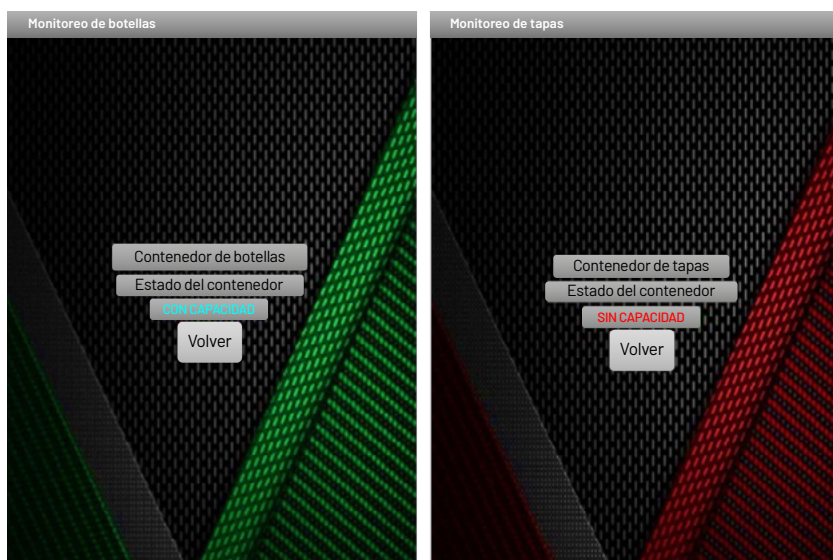 Monitoreo de botellas
Contenedor de botellas
Estado del contenedor
CON CAPACIDAD
Volver
Monitoreo de tapas
Contenedor de tapas
Estado del contenedor
SIN CAPACIDAD
Volver